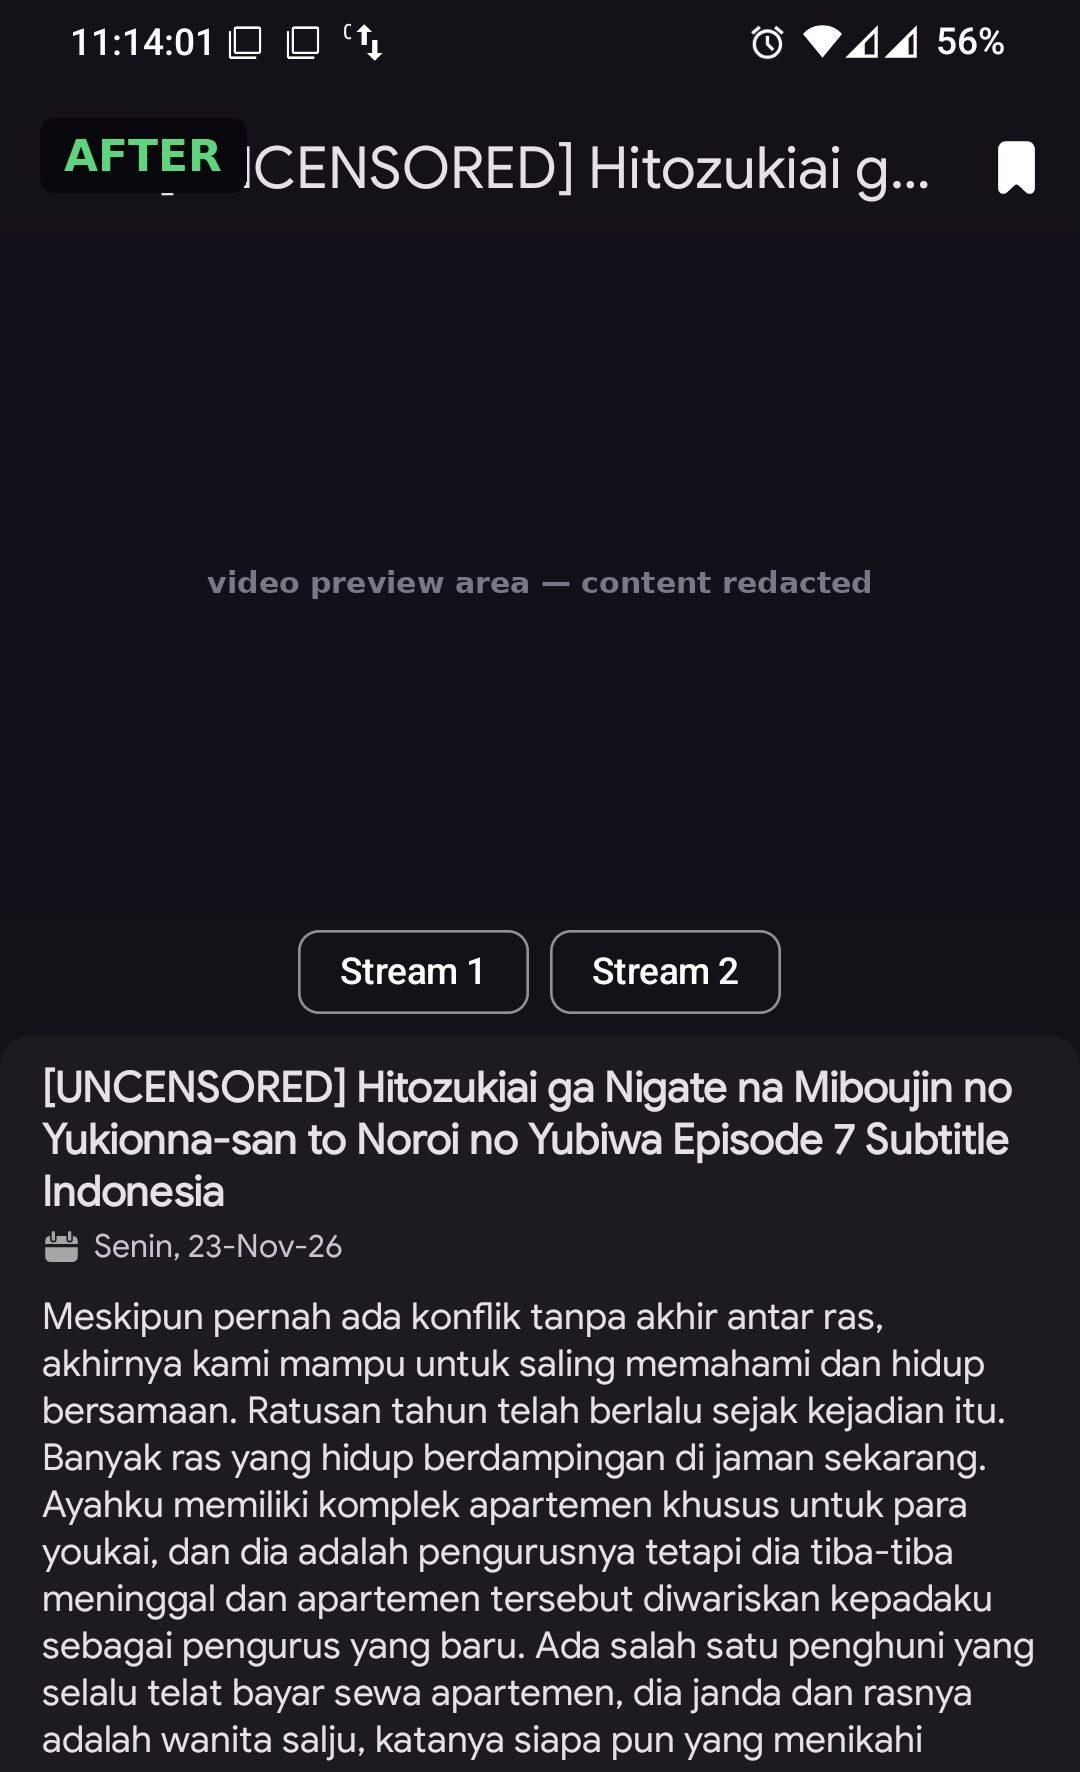 11:14:01 56%
AFTER
CENSORED] Hitozukiai g...
video preview area — content redacted
Stream 1 Stream 2
[UNCENSORED] Hitozukiai ga Nigate na Miboujin no
Yukionna-san to Noroi no Yubiwa Episode 7 Subtitle
Indonesia
Senin, 23-Nov-26
Meskipun pernah ada konflik tanpa akhir antar ras,
akhirnya kami mampu untuk saling memahami dan hidup
bersamaan. Ratusan tahun telah berlalu sejak kejadian itu.
Banyak ras yang hidup berdampingan di jaman sekarang.
Ayahku memiliki komplek apartemen khusus untuk para
youkai, dan dia adalah pengurusnya tetapi dia tiba-tiba
meninggal dan apartemen tersebut diwariskan kepadaku
sebagai pengurus yang baru. Ada salah satu penghuni yang
selalu telat bayar sewa apartemen, dia janda dan rasnya
adalah wanita salju, katanya siapa pun yang menikahi